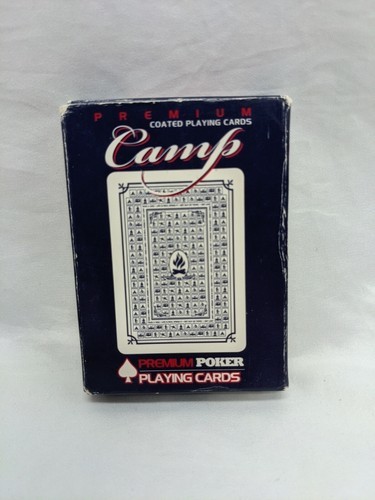 PREMIUM
COATED PLAYING CARDS
Camp
PREMIUM POKER
PLAYING CARDS